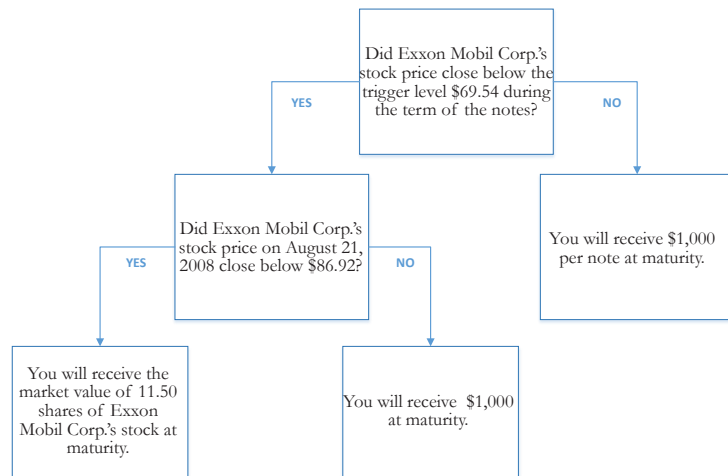 Did Exxon Mobil Corp.'s
stock price close below the
trigger level $69.54 during
the term of the notes?
YES
NO
Did Exxon Mobil Corp.'s
stock price on August 21,
2008 close below $86.92?
You will receive $1,000
per note at maturity.
YES
NO
You will receive the
market value of 11.50
shares of Exxon
Mobil Corp.'s stock at
maturity.
You will receive $1,000
at maturity.